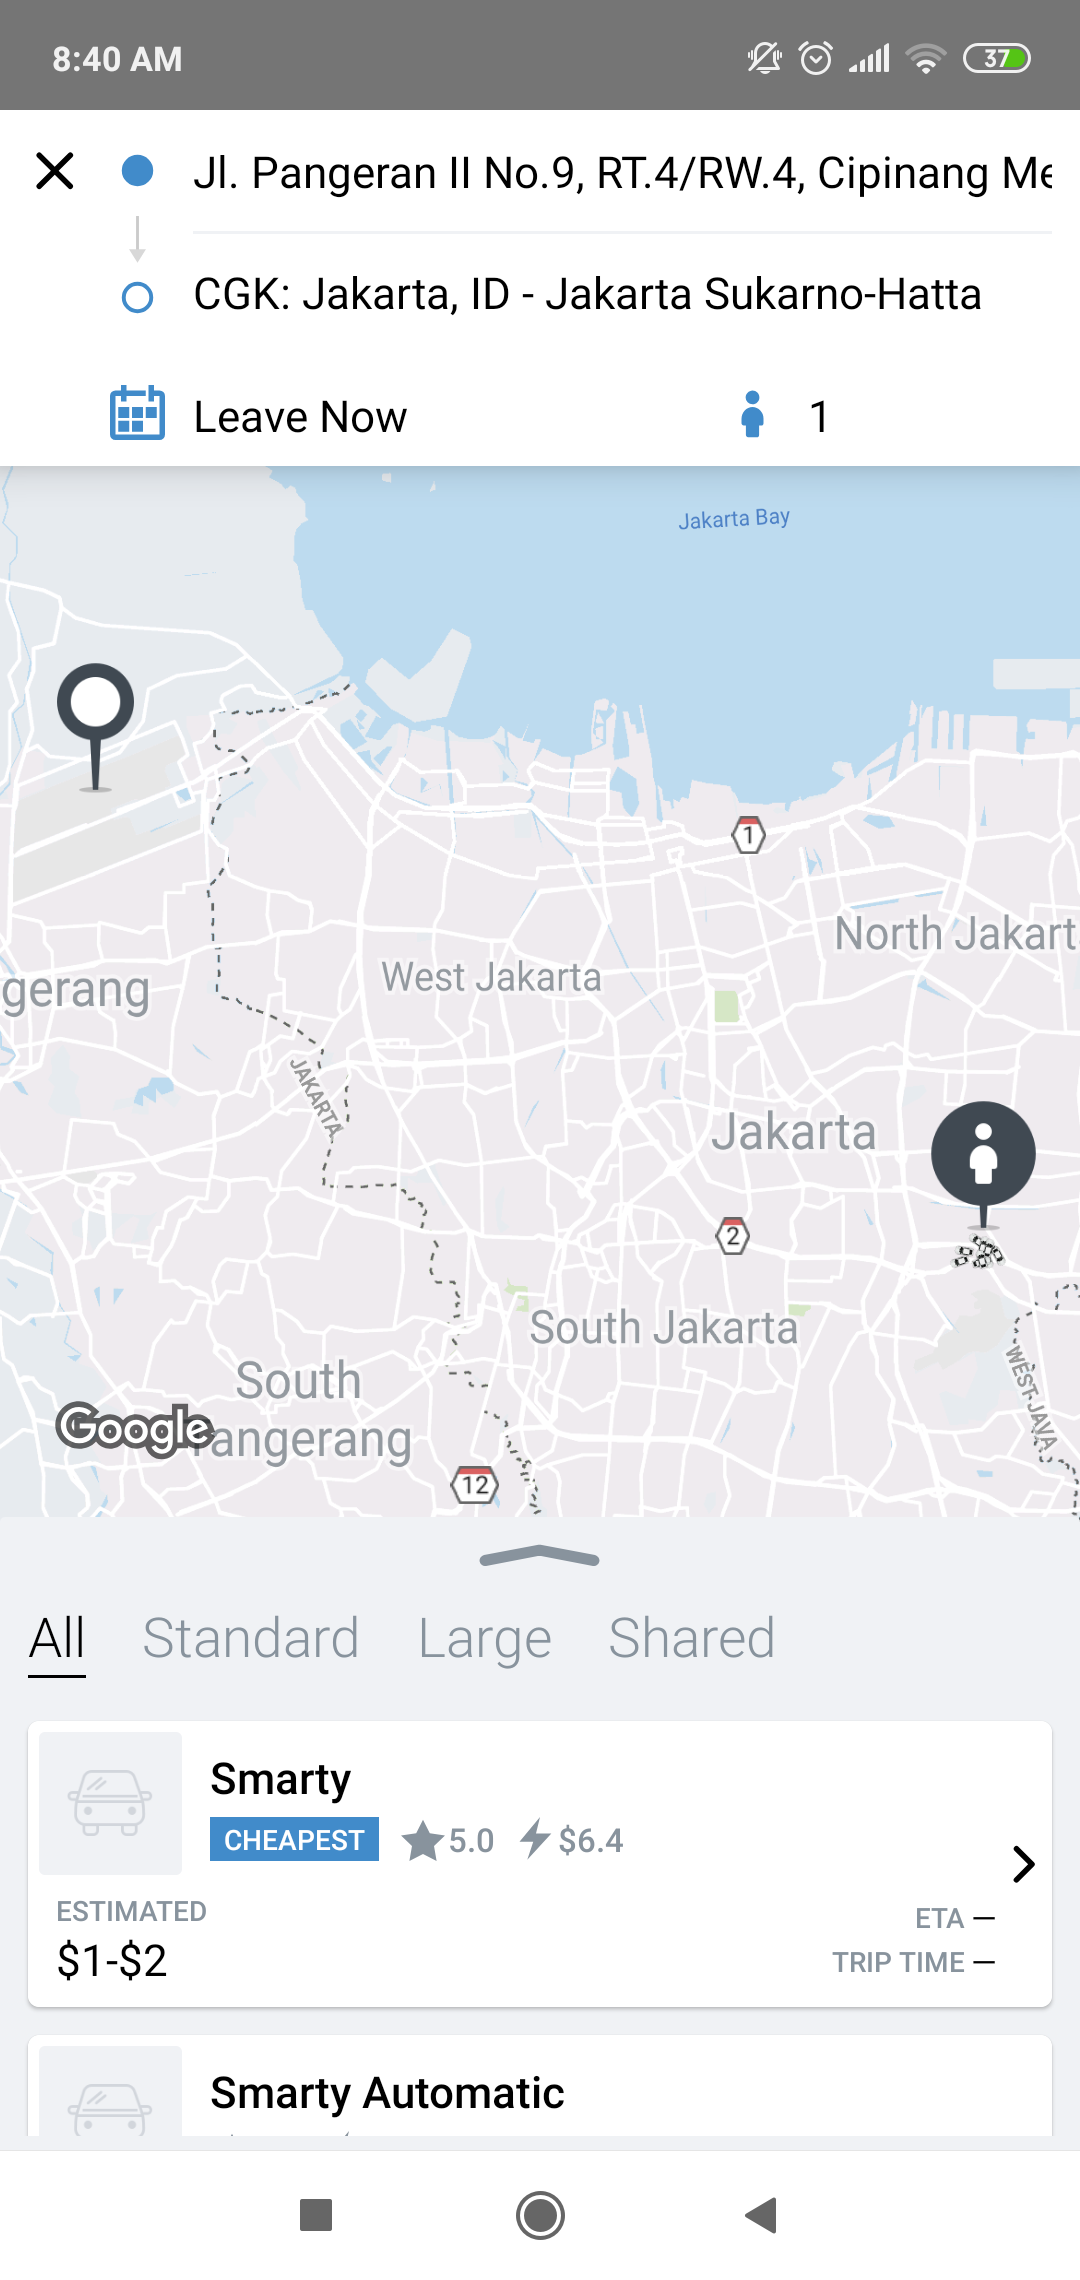 8:40 AM
37
Jl. Pangeran II No.9, RT.4/RW.4, Cipinang Me
CGK: Jakarta, ID - Jakarta Sukarno-Hatta
Leave Now
1
Jakarta Bay
1
North Jakart
West Jakarta
gerang
JAKARTA
Jakarta
2
South Jakarta
WEST JAVA
South
Tangerang
Google
12
All
Standard
Large
Shared
Smarty
CHEAPEST
5.0
$6.4
ESTIMATED
$1-$2
ETA —
TRIP TIME —
Smarty Automatic